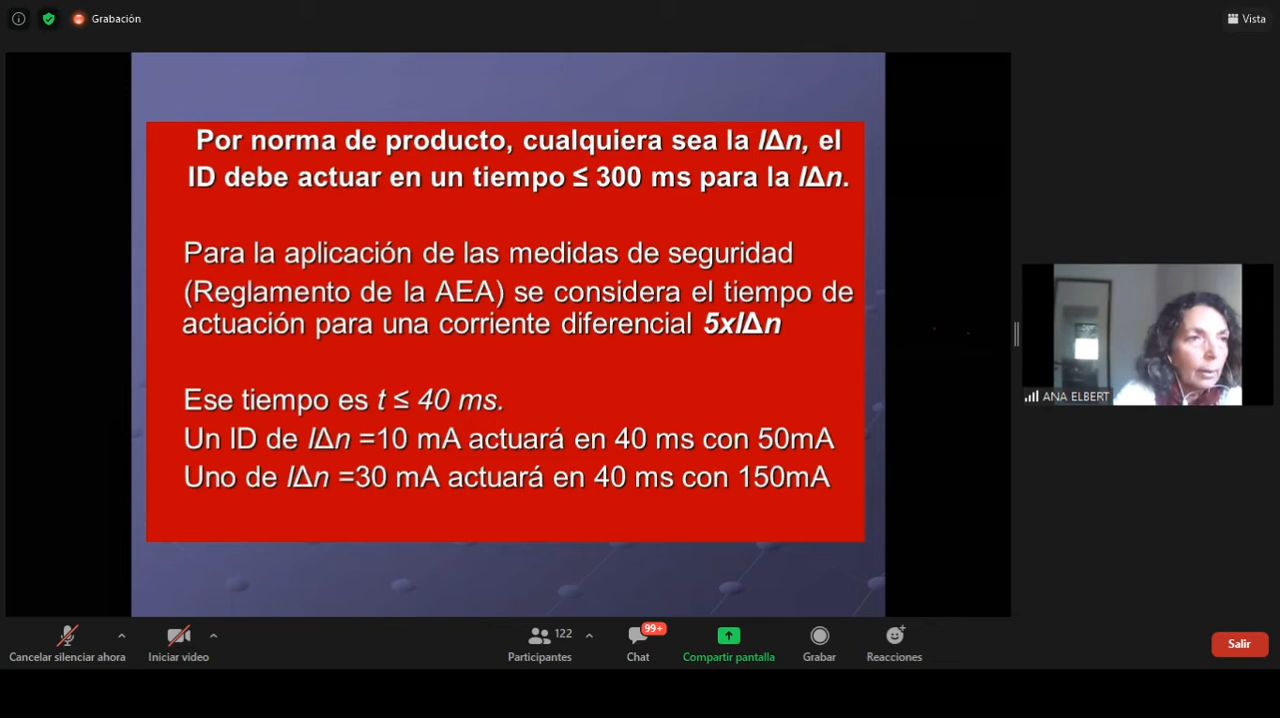 Grabación
Vista
Por norma de producto, cualquiera sea la IΔn, el
ID debe actuar en un tiempo ≤ 300 ms para la IΔn.
Para la aplicación de las medidas de seguridad
(Reglamento de la AEA) se considera el tiempo de
actuación para una corriente diferencial 5xIΔn
Ese tiempo es t ≤ 40 ms.
Un ID de IΔn =10 mA actuará en 40 ms con 50mA
Uno de IΔn =30 mA actuará en 40 ms con 150mA
ANA ELBERT
Cancelar silenciar ahora
Iniciar video
122
Participantes
99+
Chat
Compartir pantalla
Grabar
Reacciones
Salir